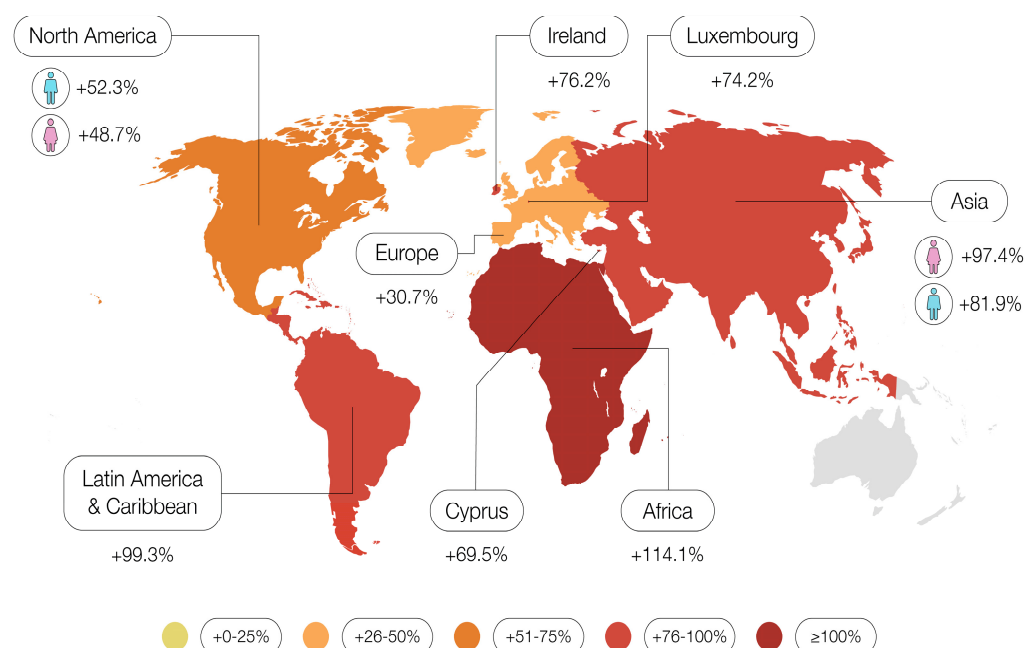 North America
+52.3%
+48.7%
Ireland
+76.2%
Luxembourg
+74.2%
Asia
+97.4%
+81.9%
Europe
+30.7%
Latin America
& Caribbean
+99.3%
Cyprus
+69.5%
Africa
+114.1%
+0-25%
+26-50%
+51-75%
+76-100%
≥100%